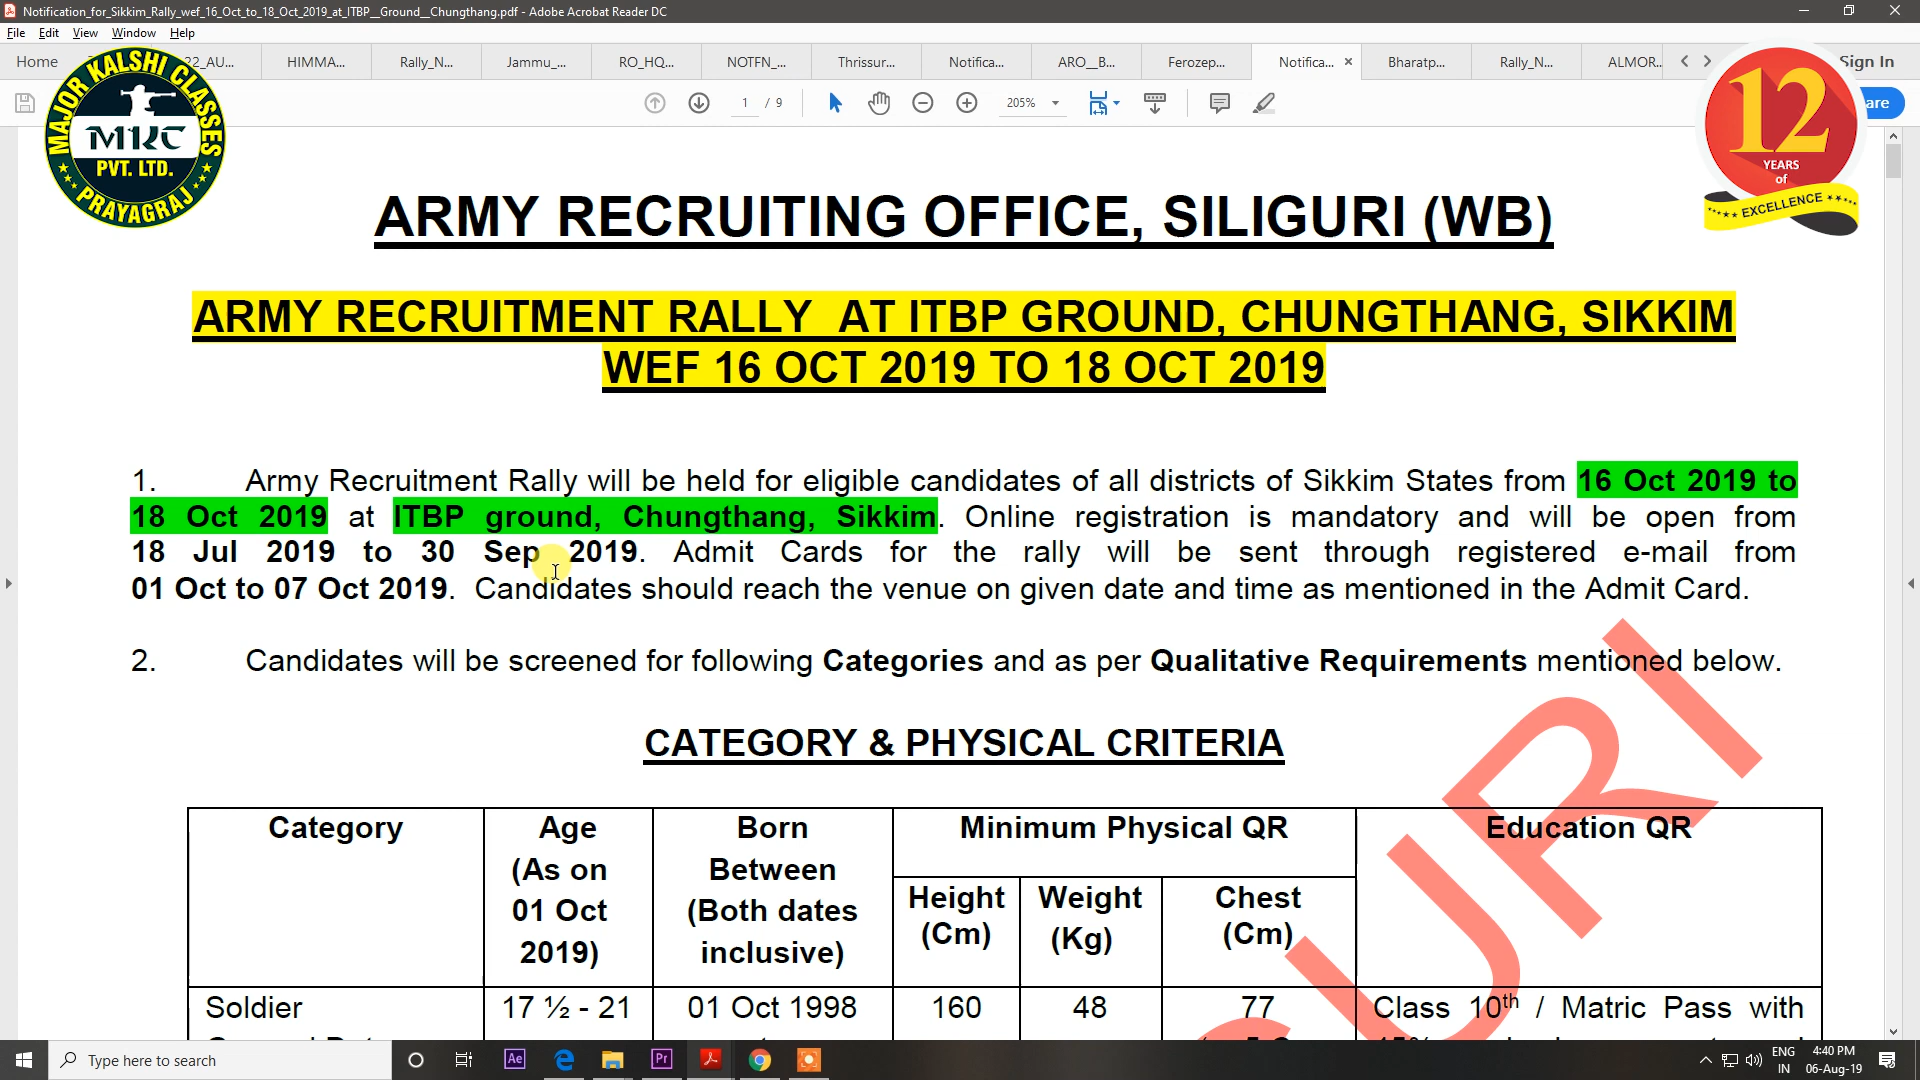 Notification_for_Sikkim_Rally_wef_16_Oct_to_18_Oct_2019_at_ITBP__Ground__Chungthang.pdf - Adobe Acrobat Reader DC
File Edit View Window Help
Home 22_AU... HIMMA... Rally_N... Jammu_... RO_HQ... NOTFN_... Thrissur... Notifica... ARO__B... Ferozep... Notifica... Bharatp... Rally_N... ALMOR... Sign In
1 / 9 205% are
MAJOR KALSHI CLASSES
MKC
PVT. LTD.
PRAYAGRAJ
12
YEARS
of
EXCELLENCE
ARMY RECRUITING OFFICE, SILIGURI (WB)
ARMY RECRUITMENT RALLY AT ITBP GROUND, CHUNGTHANG, SIKKIM
WEF 16 OCT 2019 TO 18 OCT 2019
1. Army Recruitment Rally will be held for eligible candidates of all districts of Sikkim States from 16 Oct 2019 to
18 Oct 2019 at ITBP ground, Chungthang, Sikkim. Online registration is mandatory and will be open from
18 Jul 2019 to 30 Sep 2019. Admit Cards for the rally will be sent through registered e-mail from
01 Oct to 07 Oct 2019. Candidates should reach the venue on given date and time as mentioned in the Admit Card.
2. Candidates will be screened for following Categories and as per Qualitative Requirements mentioned below.
CATEGORY & PHYSICAL CRITERIA
Category Age Born Minimum Physical QR Education QR
(As on Between
01 Oct (Both dates Height Weight Chest
2019) inclusive) (Cm) (Kg) (Cm)
Soldier 17 ½ - 21 01 Oct 1998 160 48 77 Class 10th / Matric Pass with
URI
Type here to search
Ae Pr
ENG 4:40 PM
IN 06-Aug-19